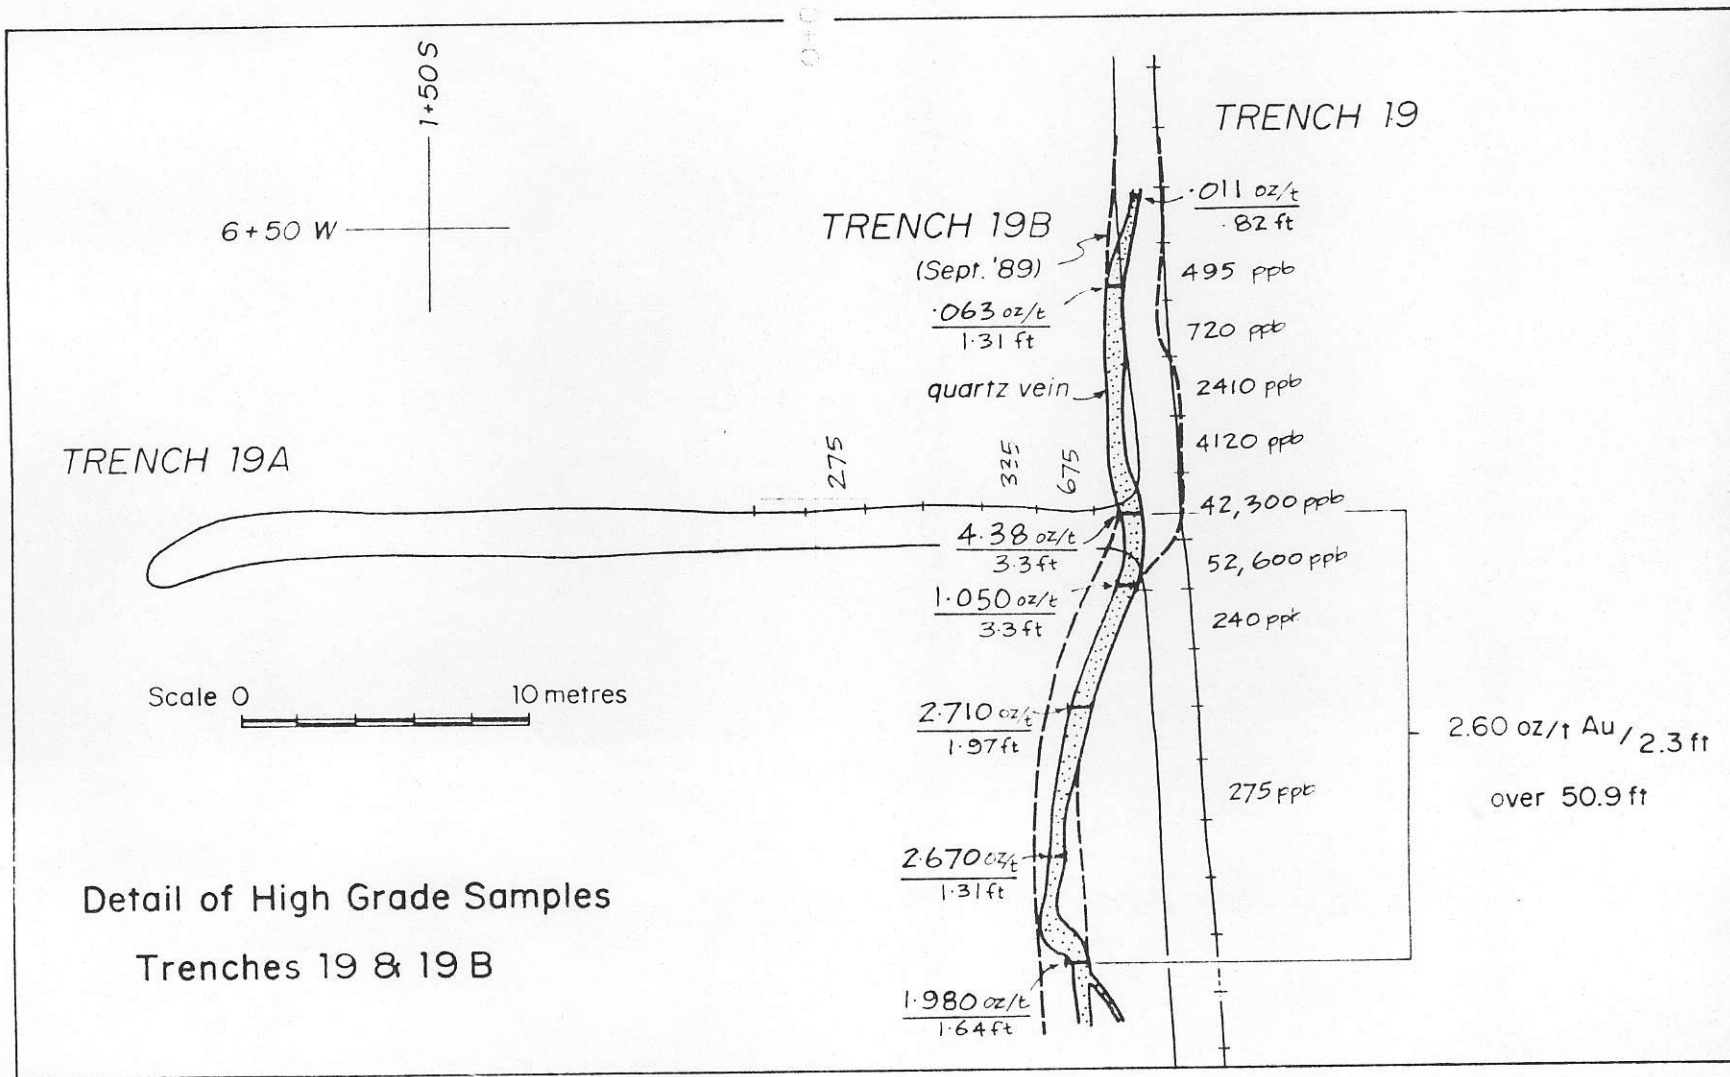 1+50 S
6+50 W
TRENCH 19
TRENCH 19B
(Sept. '89)
.011 oz/t
.82 ft
495 ppb
.063 oz/t
1.31 ft
720 ppb
quartz vein
2410 ppb
4120 ppb
TRENCH 19A
275
335
675
42,300 ppb
4.38 oz/t
3.3 ft
52,600 ppb
1.050 oz/t
3.3 ft
240 ppb
Scale 0 10 metres
2.710 oz/t
1.97 ft
2.60 oz/t Au / 2.3 ft
over 50.9 ft
275 ppb
2.670 oz/t
1.31 ft
Detail of High Grade Samples
Trenches 19 & 19 B
1.980 oz/t
1.64 ft